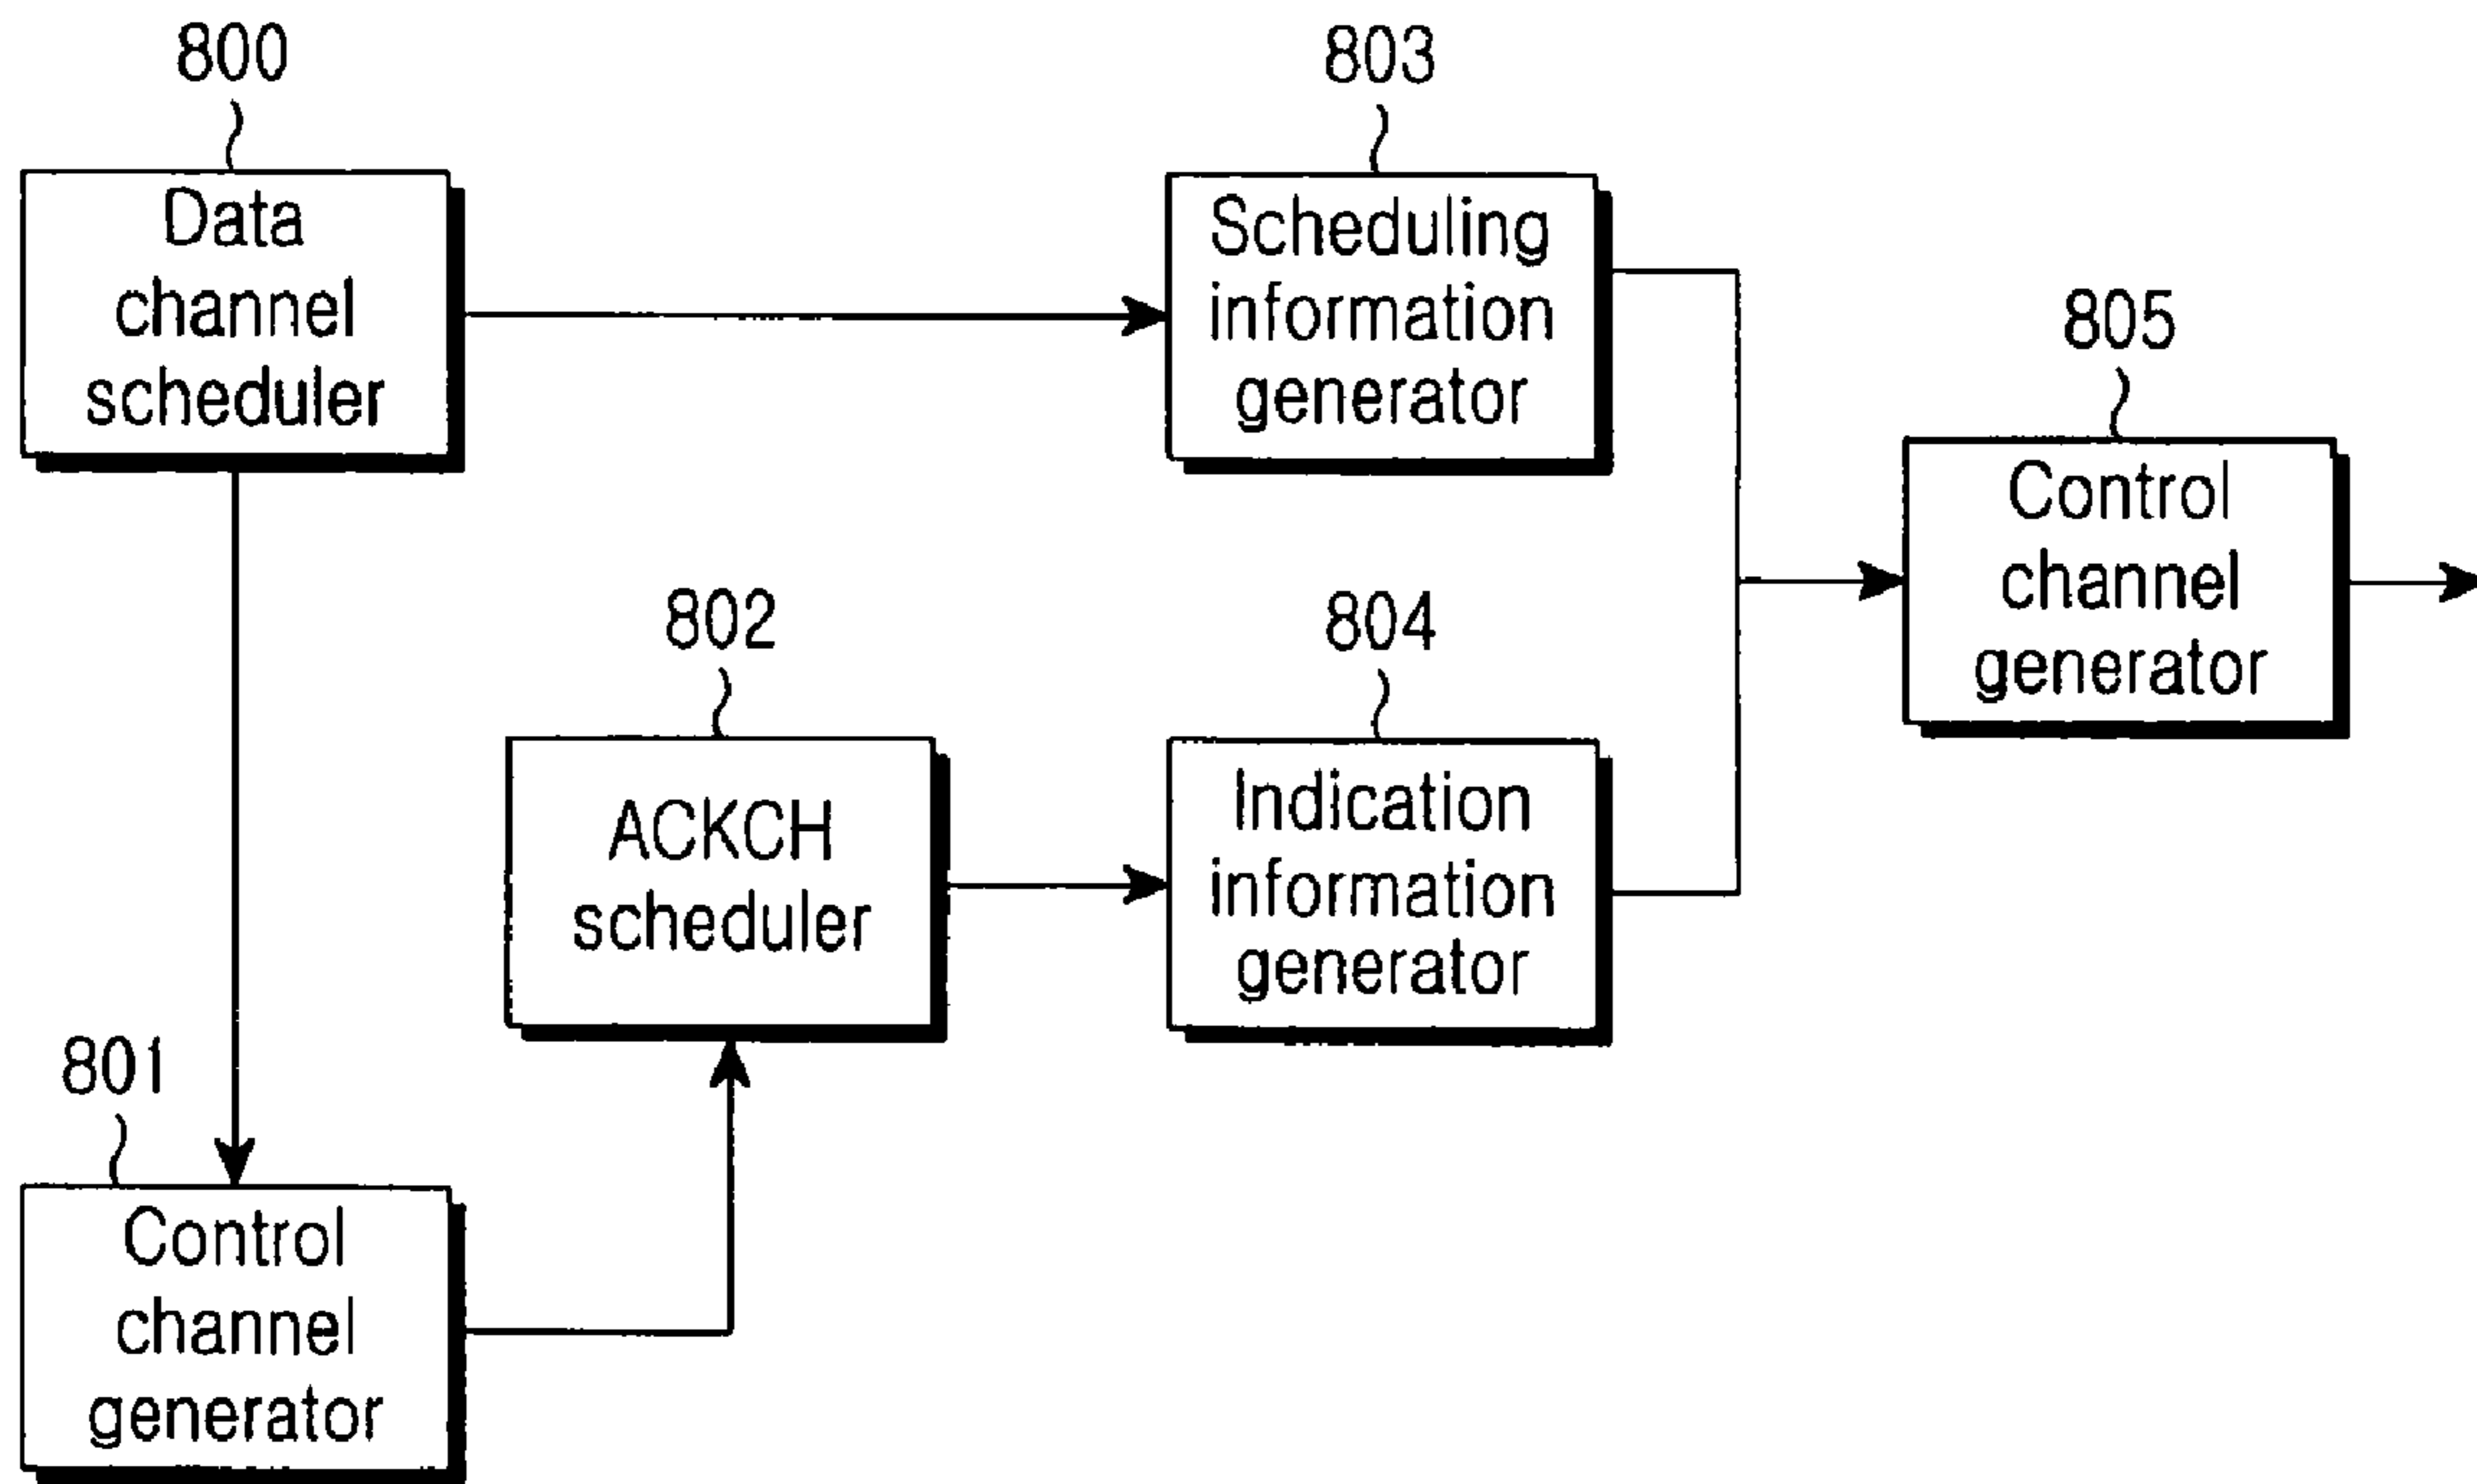 800
Data
channel
scheduler
803
Scheduling
information
generator
805
Control
channel
generator
802
ACKCH
scheduler
804
Indication
information
generator
801
Control
channel
generator